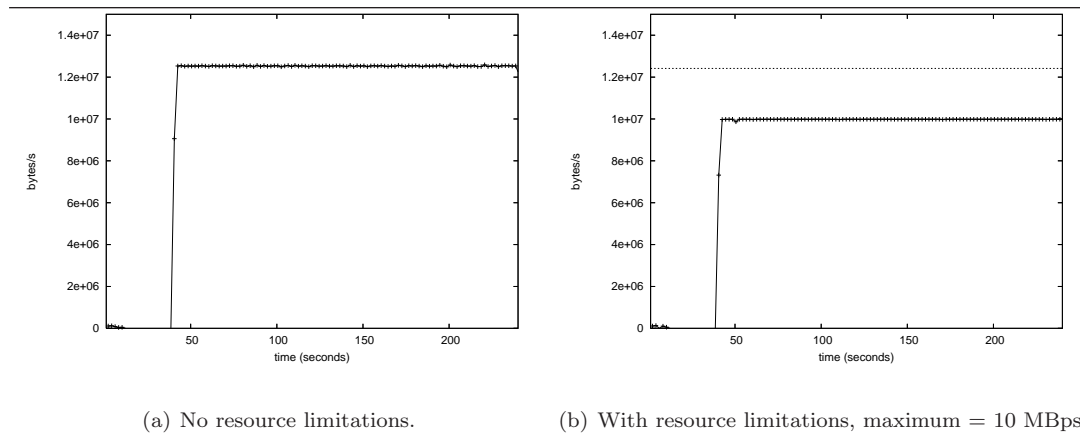 1.4e+07
1.2e+07
1e+07
8e+06
6e+06
4e+06
2e+06
0
bytes/s
50
100
150
200
time (seconds)
(a) No resource limitations.
1.4e+07
1.2e+07
1e+07
8e+06
6e+06
4e+06
2e+06
0
bytes/s
50
100
150
200
time (seconds)
(b) With resource limitations, maximum = 10 MBps